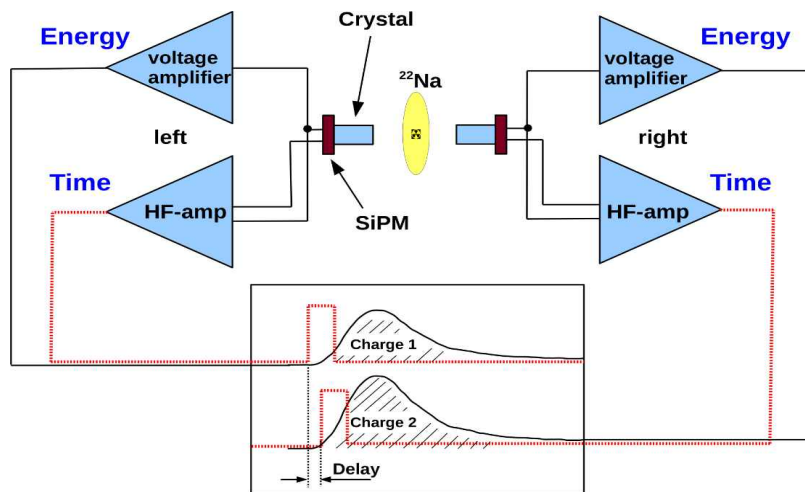 Crystal
Energy
voltage
amplifier
²²Na
voltage
amplifier
Energy
left
right
Time
HF-amp
SiPM
HF-amp
Time
Charge 1
Charge 2
Delay